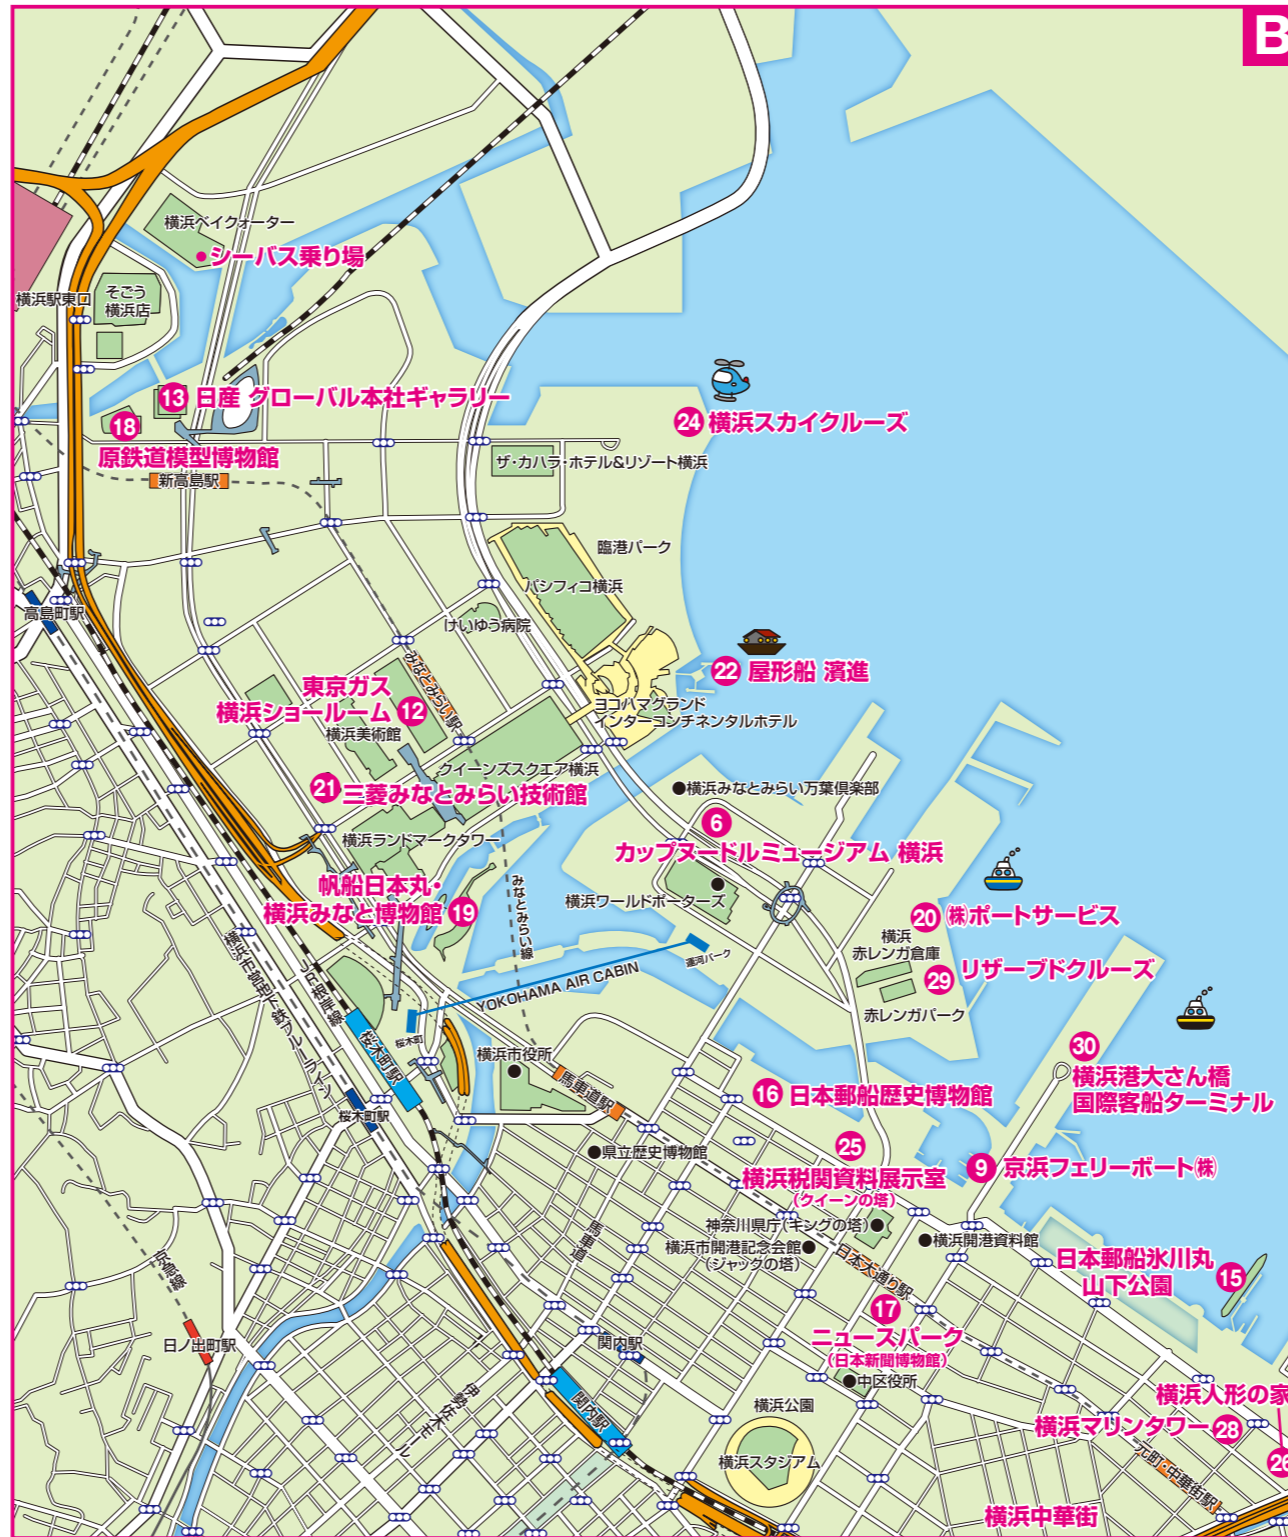 B
横浜ベイクォーター
シーバス乗り場
横浜駅東口
そごう
横浜店
13 日産 グローバル本社ギャラリー
18
原鉄道模型博物館
新高島駅
24 横浜スカイクルーズ
ザ・カハラ・ホテル&リゾート横浜
臨港パーク
パシフィコ横浜
高島町駅
けいゆう病院
みなとみらい駅
22 屋形船 濱進
東京ガス
横浜ショールーム 12
横浜美術館
ヨコハマグランド
インターコンチネンタルホテル
クイーンズスクエア横浜
21 三菱みなとみらい技術館
横浜みなとみらい万葉倶楽部
6
カップヌードルミュージアム 横浜
横浜ランドマークタワー
帆船日本丸・
横浜みなと博物館 19
みなとみらい線
横浜ワールドポーターズ
20 ㈱ポートサービス
横浜
赤レンガ倉庫
29 リザーブドクルーズ
赤レンガパーク
運河パーク
YOKOHAMA AIR CABIN
桜木町
横浜市営地下鉄ブルーライン
JR根岸線
桜木町駅
桜木町駅
横浜市役所
馬車道駅
30
横浜港大さん橋
国際客船ターミナル
16 日本郵船歴史博物館
県立歴史博物館
25
横浜税関資料展示室
(クイーンの塔)
9 京浜フェリーボート㈱
神奈川県庁(キングの塔)
横浜市開港記念会館
(ジャックの塔)
横浜開港資料館
馬車道
日本大通り駅
日本郵船氷川丸
山下公園 15
京急線
日ノ出町駅
17
ニュースパーク
(日本新聞博物館)
関内駅
中区役所
伊勢佐木モール
関内駅
横浜公園
横浜スタジアム
横浜人形の家
横浜マリンタワー 28
26
元町・中華街駅
横浜中華街